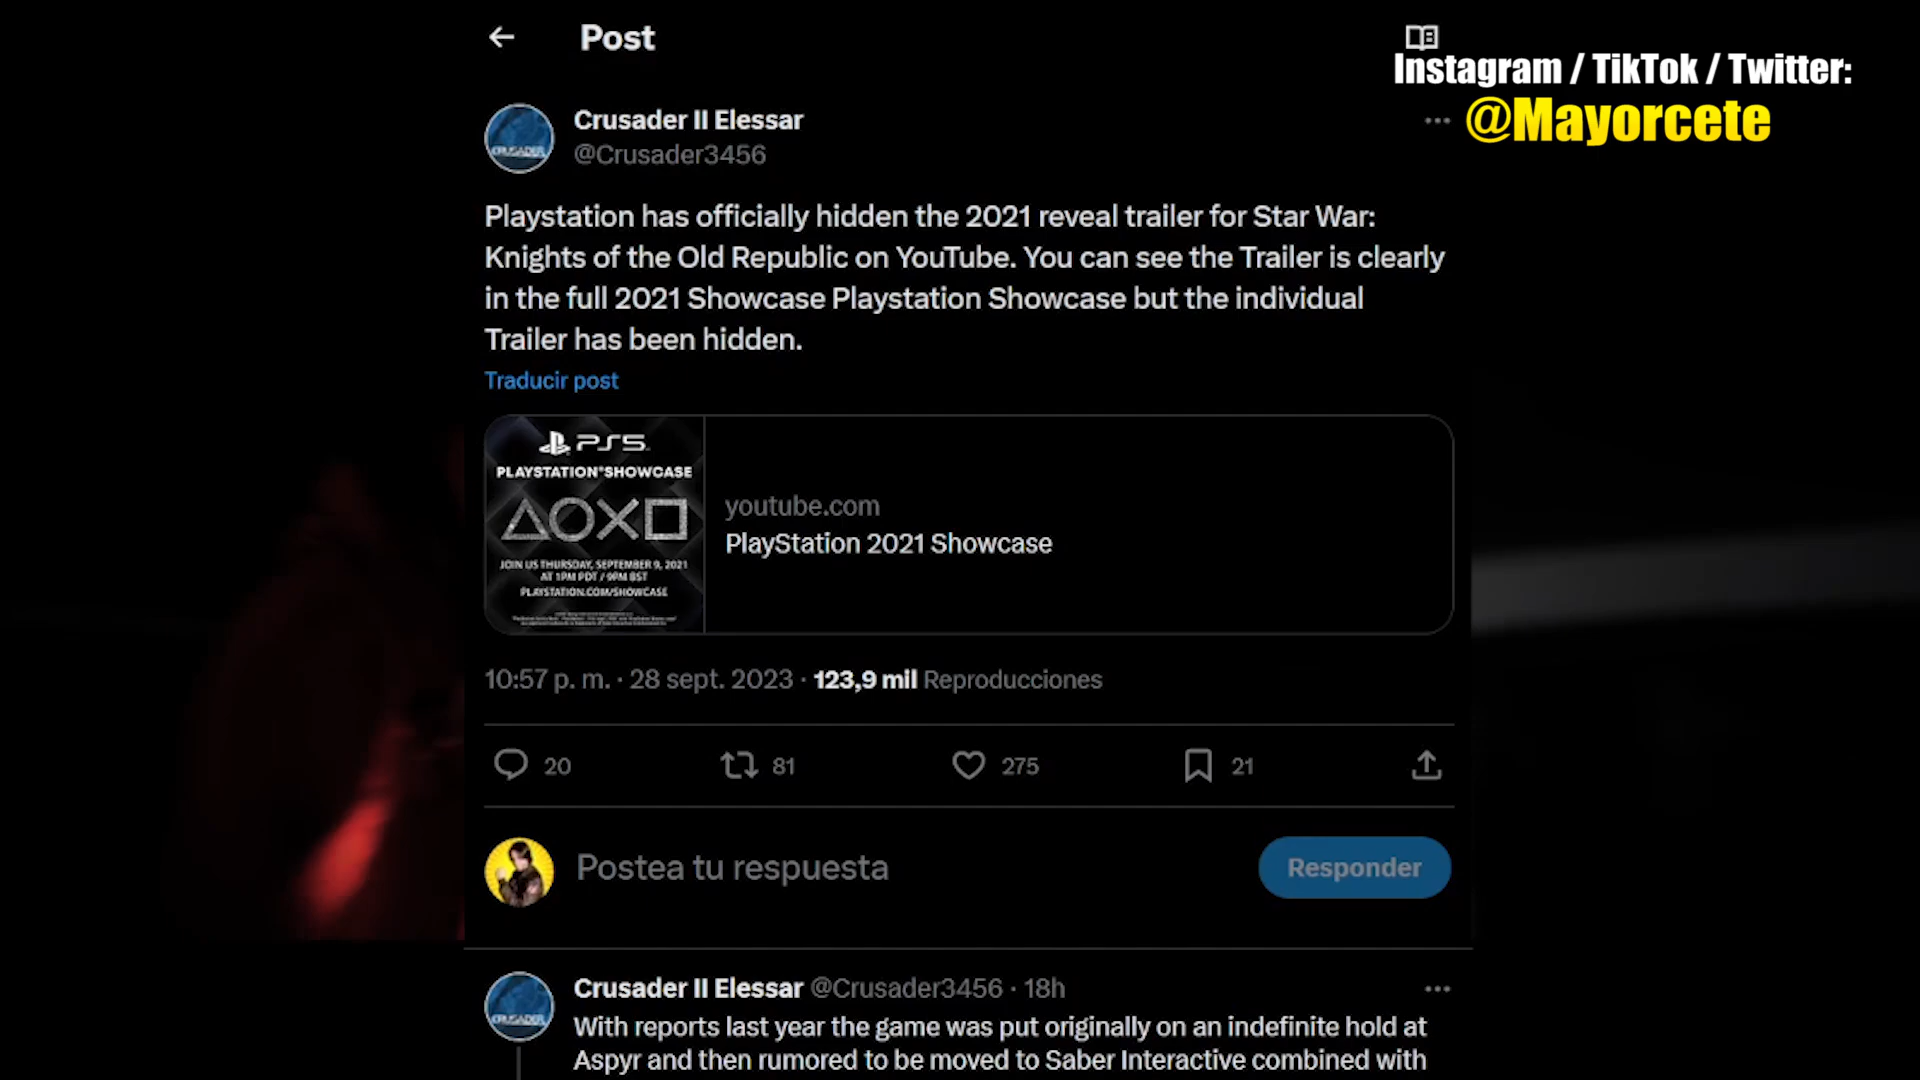 Post
Instagram / TikTok / Twitter:
@Mayorcete
Crusader II Elessar
@Crusader3456
Playstation has officially hidden the 2021 reveal trailer for Star War:
Knights of the Old Republic on YouTube. You can see the Trailer is clearly
in the full 2021 Showcase Playstation Showcase but the individual
Trailer has been hidden.
Traducir post
PS5
PLAYSTATION®SHOWCASE
JOIN US THURSDAY, SEPTEMBER 9, 2021
AT 1PM PDT / 9PM BST
PLAYSTATION.COM/SHOWCASE
youtube.com
PlayStation 2021 Showcase
10:57 p. m. · 28 sept. 2023 · 123,9 mil Reproducciones
20 81 275 21
Postea tu respuesta
Responder
Crusader II Elessar @Crusader3456 · 18h
With reports last year the game was put originally on an indefinite hold at
Aspyr and then rumored to be moved to Saber Interactive combined with